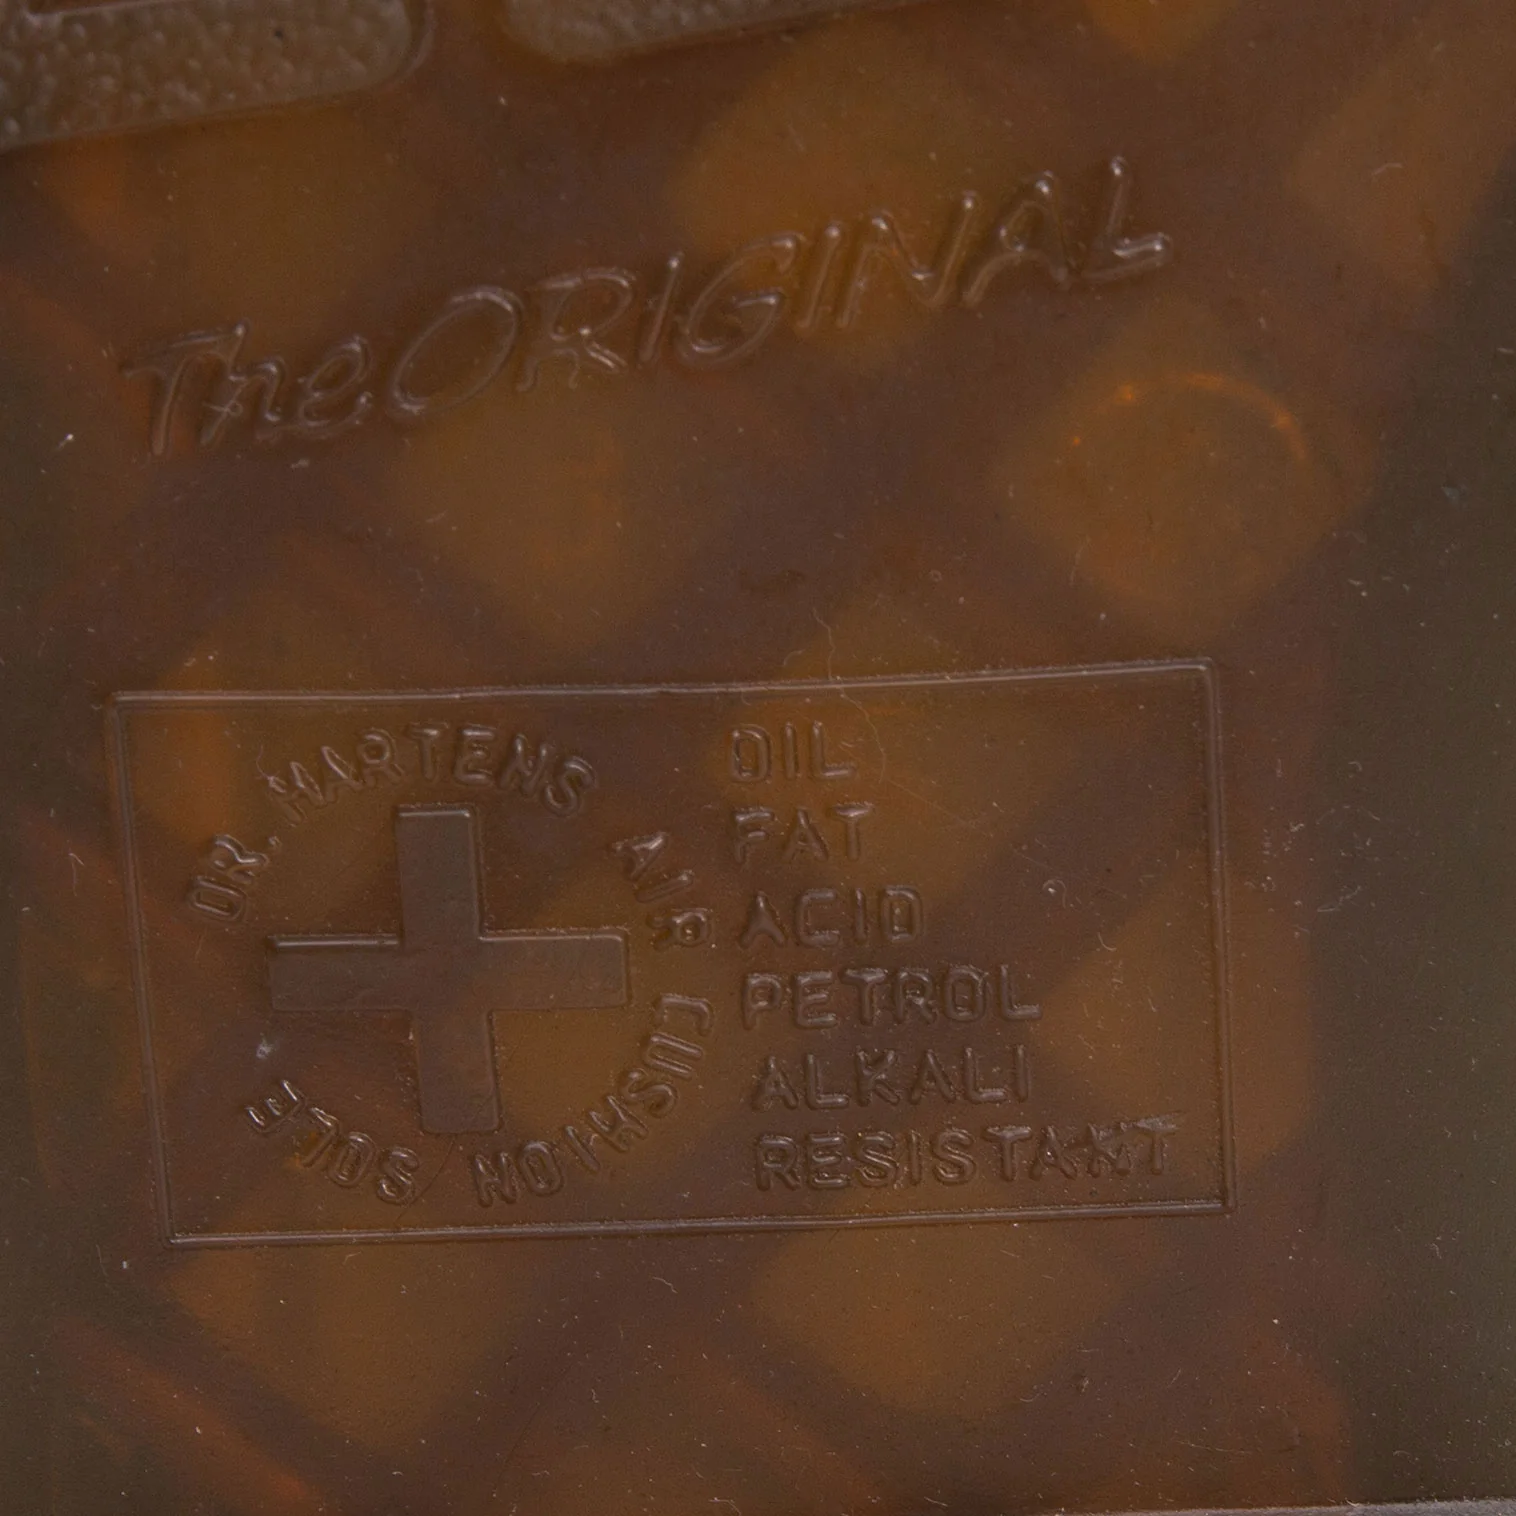 The ORIGINAL
DR. MARTENS AIR CUSHION SOLE
OIL
FAT
ACID
PETROL
ALKALI
RESISTANT